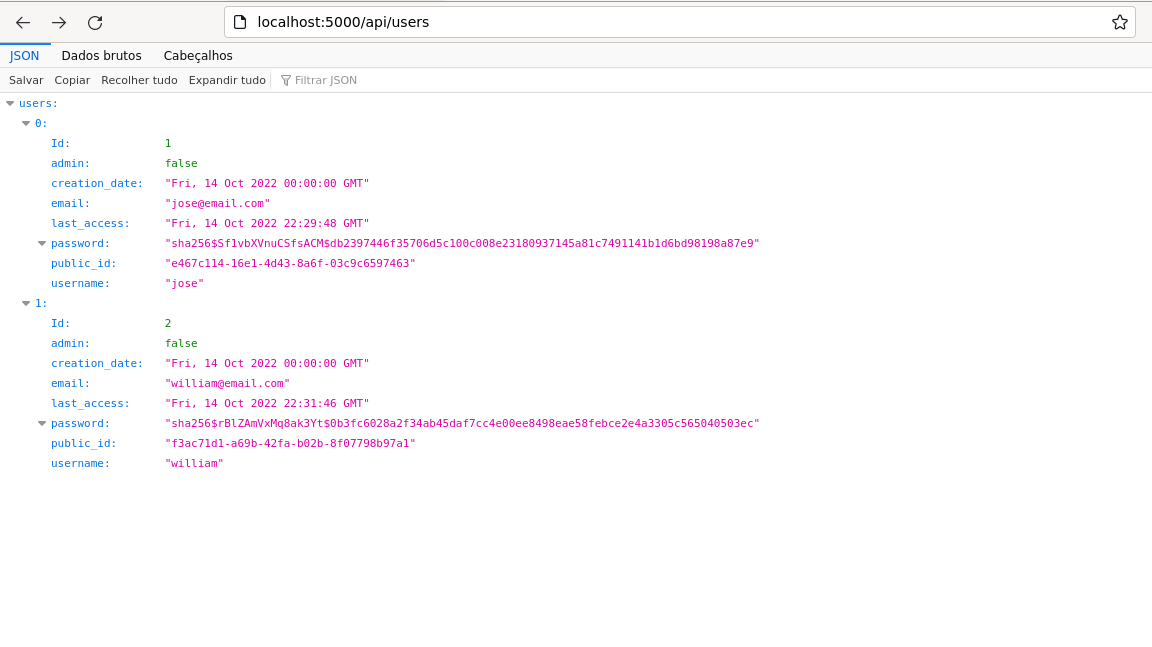 localhost:5000/api/users
JSON Dados brutos Cabeçalhos
Salvar Copiar Recolher tudo Expandir tudo Filtrar JSON
users:
0:
Id: 1
admin: false
creation_date: "Fri, 14 Oct 2022 00:00:00 GMT"
email: "jose@email.com"
last_access: "Fri, 14 Oct 2022 22:29:48 GMT"
password: "sha256$Sf1vbXVnuCSfsACM$db2397446f35706d5c100c008e23180937145a81c7491141b1d6bd98198a87e9"
public_id: "e467c114-16e1-4d43-8a6f-03c9c6597463"
username: "jose"
1:
Id: 2
admin: false
creation_date: "Fri, 14 Oct 2022 00:00:00 GMT"
email: "william@email.com"
last_access: "Fri, 14 Oct 2022 22:31:46 GMT"
password: "sha256$rBlZAmVxMq8ak3Yt$0b3fc6028a2f34ab45daf7cc4e00ee8498eae58febce2e4a3305c565040503ec"
public_id: "f3ac71d1-a69b-42fa-b02b-8f07798b97a1"
username: "william"